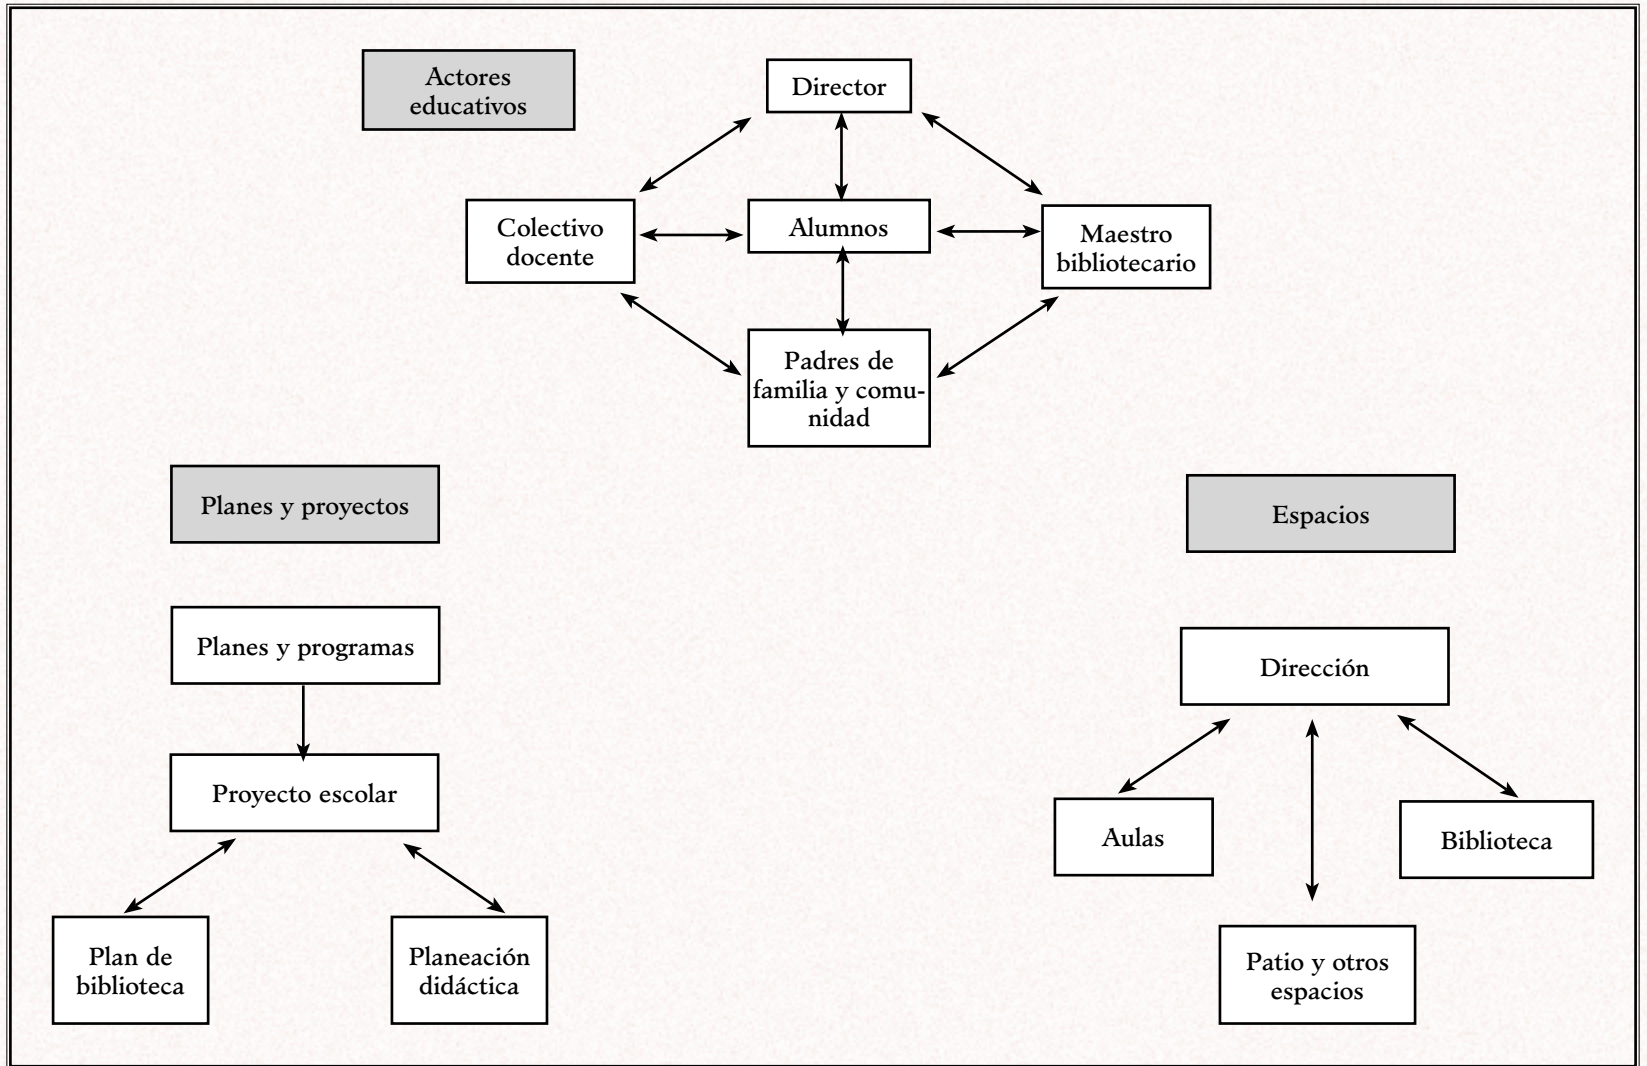 Actores
educativos
Director
Colectivo
docente
Alumnos
Maestro
bibliotecario
Padres de
familia y comu-
nidad
Planes y proyectos
Planes y programas
Proyecto escolar
Plan de
biblioteca
Planeación
didáctica
Espacios
Dirección
Aulas
Biblioteca
Patio y otros
espacios